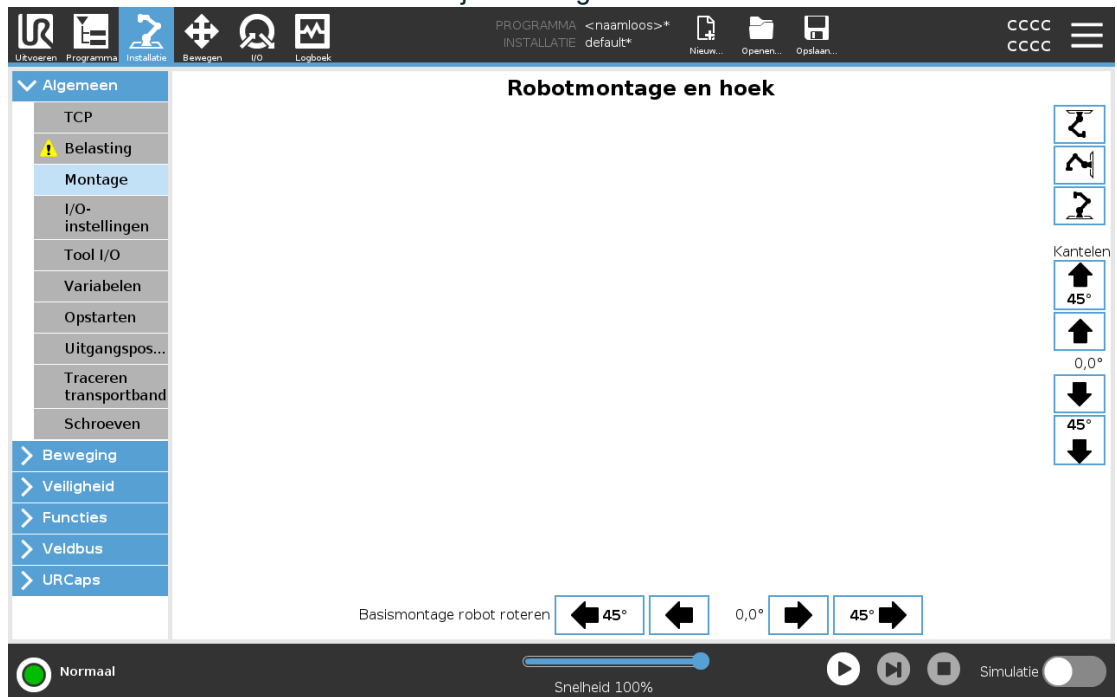 PROGRAMMA <naamloos>*
INSTALLATIE default*
Uitvoeren
Programma
Installatie
Bewegen
I/O
Logboek
Nieuw...
Openen...
Opslaan...
CCCC
CCCC
Algemeen
TCP
Belasting
Montage
I/O-
instellingen
Tool I/O
Variabelen
Opstarten
Uitgangspos...
Traceren
transportband
Schroeven
Beweging
Veiligheid
Functies
Veldbus
URCaps
Robotmontage en hoek
Kantelen
45°
0,0°
45°
Basismontage robot roteren 45° 0,0° 45°
Normaal
Snelheid 100%
Simulatie